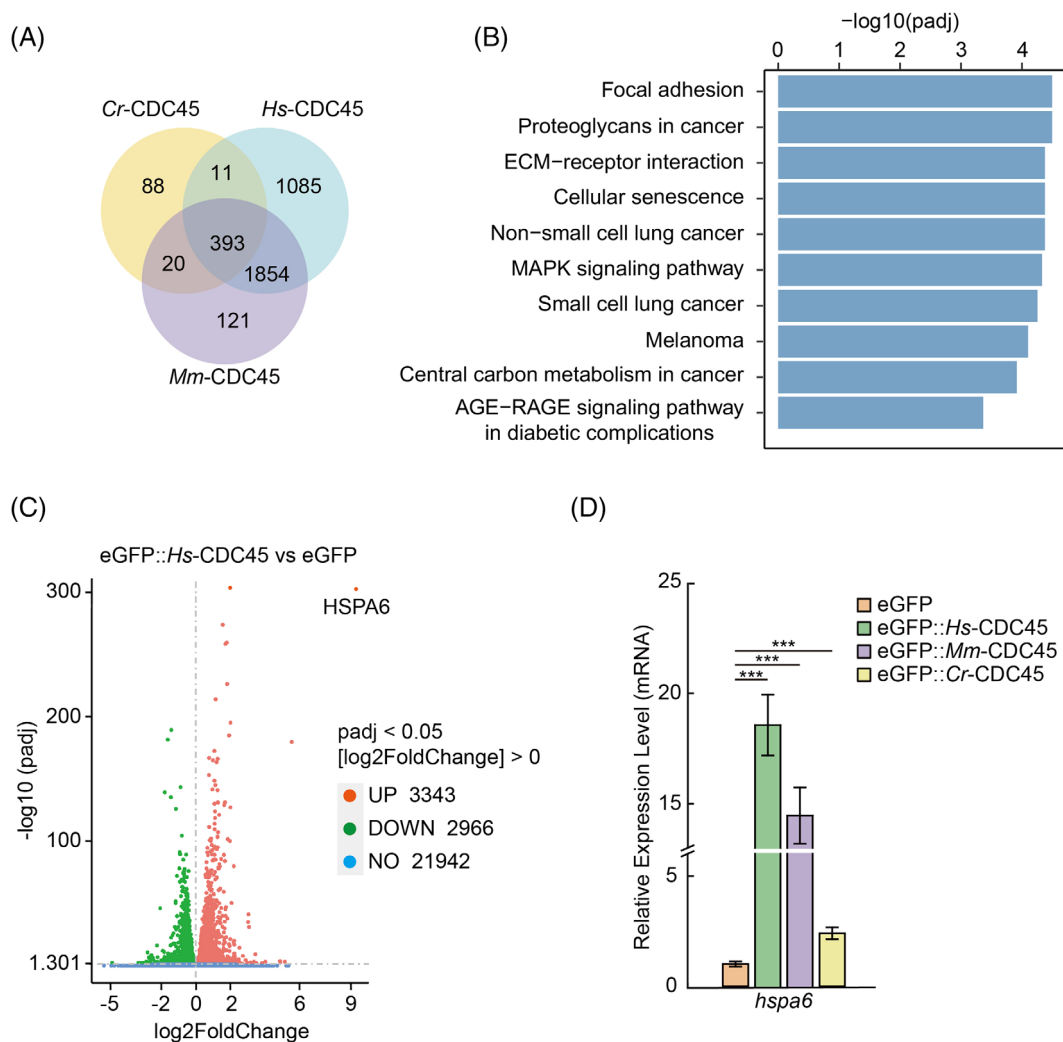 (A)
Cr-CDC45
Hs-CDC45
88
11
1085
393
20
1854
121
Mm-CDC45
(B)
−log10(padj)
0 1 2 3 4
Focal adhesion
Proteoglycans in cancer
ECM−receptor interaction
Cellular senescence
Non−small cell lung cancer
MAPK signaling pathway
Small cell lung cancer
Melanoma
Central carbon metabolism in cancer
AGE−RAGE signaling pathway
in diabetic complications
(C)
eGFP::Hs-CDC45 vs eGFP
-log10 (padj)
300
200
100
1.301
HSPA6
padj < 0.05
[log2FoldChange] > 0
UP 3343
DOWN 2966
NO 21942
-5 -2 0 2 6 9
log2FoldChange
(D)
Relative Expression Level (mRNA)
25
20
15
5
0
***
***
***
eGFP
eGFP::Hs-CDC45
eGFP::Mm-CDC45
eGFP::Cr-CDC45
hspa6